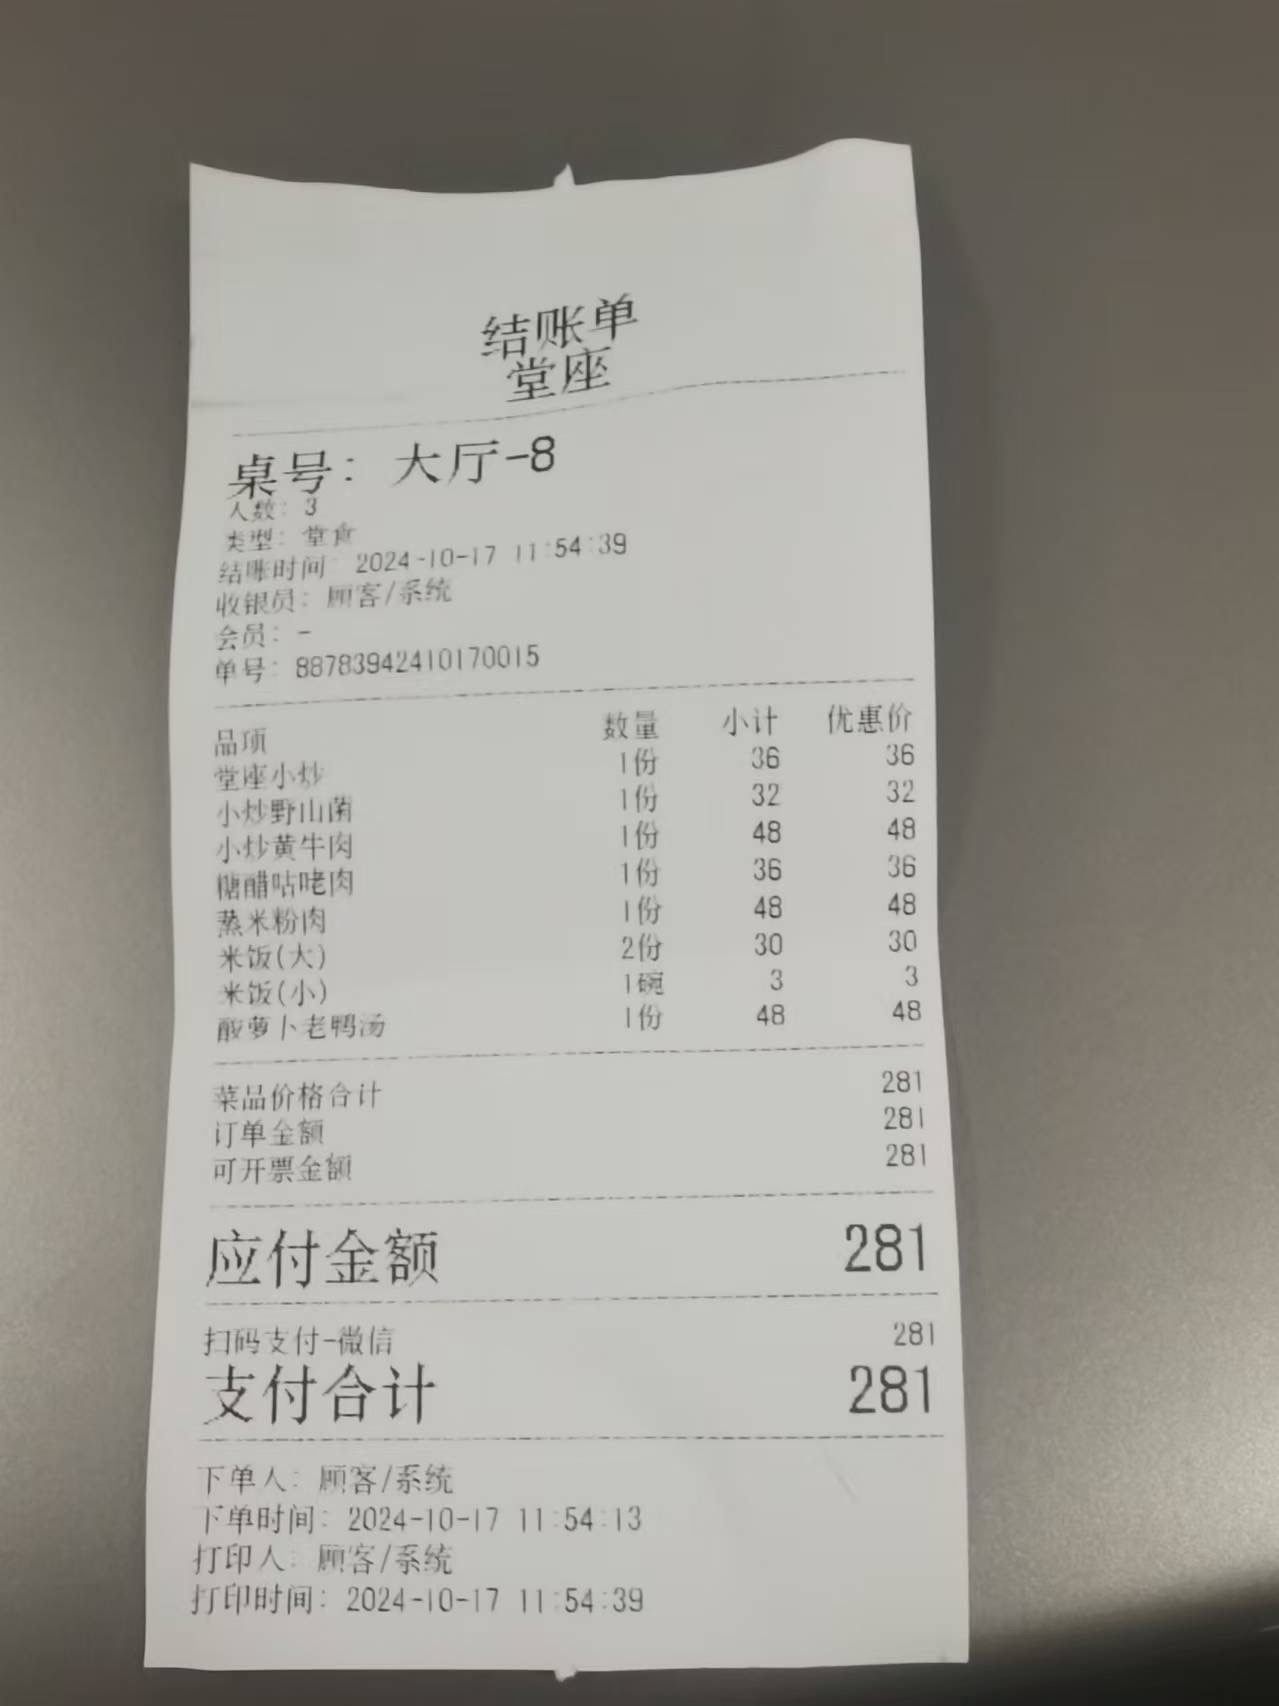 结账单
堂座
桌号: 大厅-8
人数: 3
类型: 堂食
结账时间: 2024-10-17 11:54:39
收银员: 顾客/系统
会员: -
单号: 88783942410170015
品项 数量 小计 优惠价
堂座小炒 1份 36 36
小炒野山菌 1份 32 32
小炒黄牛肉 1份 48 48
糖醋咕咾肉 1份 36 36
蒸米粉肉 1份 48 48
米饭(大) 2份 30 30
米饭(小) 1碗 3 3
酸萝卜老鸭汤 1份 48 48
菜品价格合计 281
订单金额 281
可开票金额 281
应付金额 281
扫码支付-微信 281
支付合计 281
下单人: 顾客/系统
下单时间: 2024-10-17 11:54:13
打印人: 顾客/系统
打印时间: 2024-10-17 11:54:39